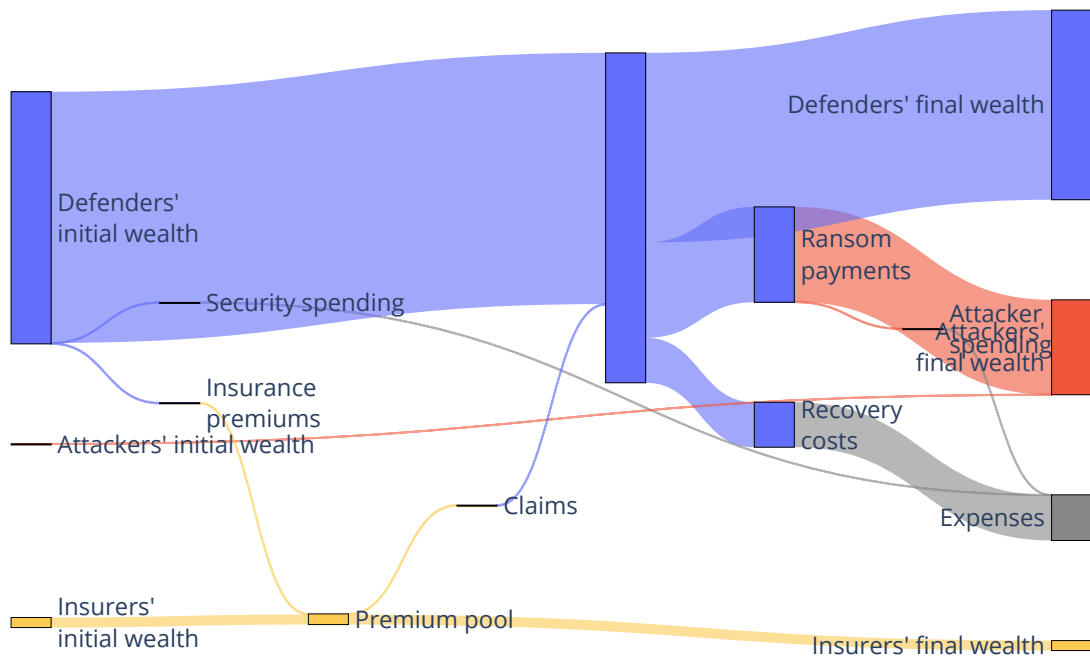 Defenders' final wealth
Defenders'
initial wealth
Ransom
payments
Security spending
Attacker
spending
Attackers'
final wealth
Insurance
premiums
Attackers' initial wealth
Recovery
costs
Claims
Expenses
Insurers'
initial wealth
Premium pool
Insurers' final wealth